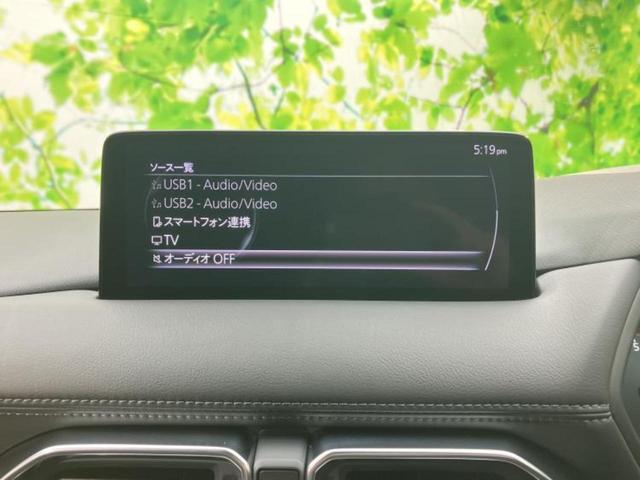 5:19pm
ソース一覧
USB1 - Audio/Video
USB2 - Audio/Video
スマートフォン連携
TV
オーディオ OFF